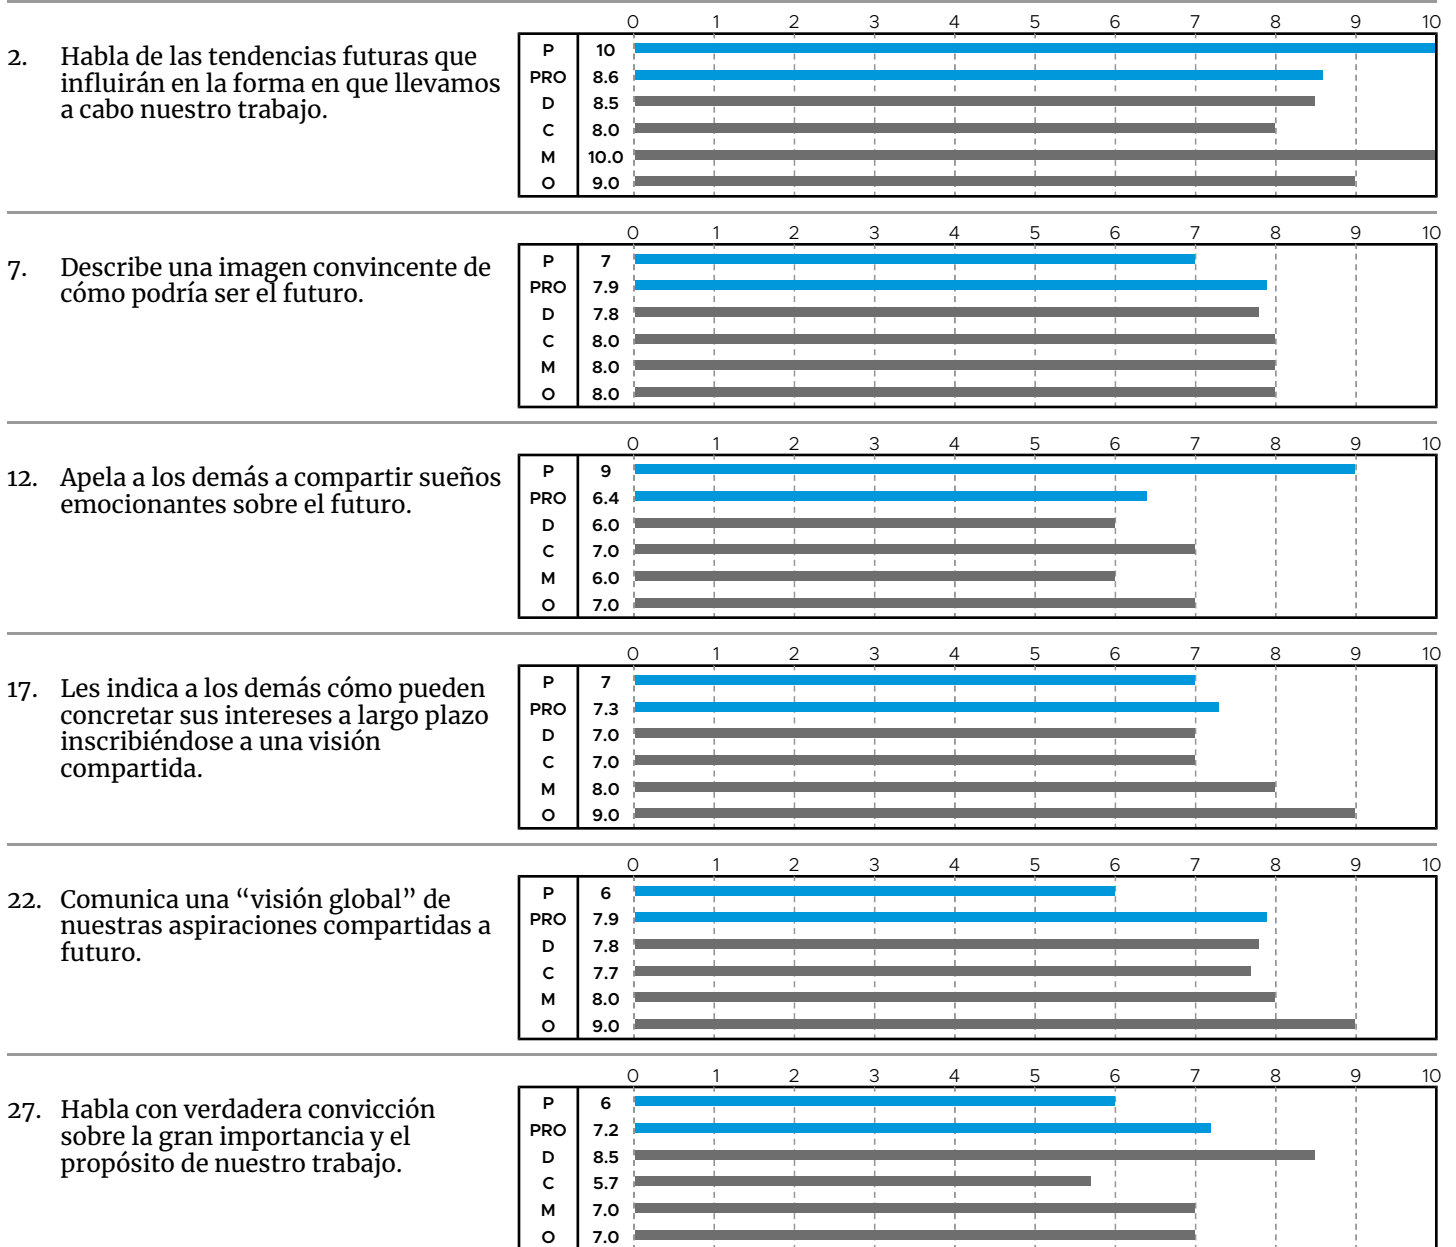 0 1 2 3 4 5 6 7 8 9 10
2. Habla de las tendencias futuras que
influirán en la forma en que llevamos
a cabo nuestro trabajo.
P 10
PRO 8.6
D 8.5
C 8.0
M 10.0
O 9.0
0 1 2 3 4 5 6 7 8 9 10
7. Describe una imagen convincente de
cómo podría ser el futuro.
P 7
PRO 7.9
D 7.8
C 8.0
M 8.0
O 8.0
0 1 2 3 4 5 6 7 8 9 10
12. Apela a los demás a compartir sueños
emocionantes sobre el futuro.
P 9
PRO 6.4
D 6.0
C 7.0
M 6.0
O 7.0
0 1 2 3 4 5 6 7 8 9 10
17. Les indica a los demás cómo pueden
concretar sus intereses a largo plazo
inscribiéndose a una visión
compartida.
P 7
PRO 7.3
D 7.0
C 7.0
M 8.0
O 9.0
0 1 2 3 4 5 6 7 8 9 10
22. Comunica una “visión global” de
nuestras aspiraciones compartidas a
futuro.
P 6
PRO 7.9
D 7.8
C 7.7
M 8.0
O 9.0
0 1 2 3 4 5 6 7 8 9 10
27. Habla con verdadera convicción
sobre la gran importancia y el
propósito de nuestro trabajo.
P 6
PRO 7.2
D 8.5
C 5.7
M 7.0
O 7.0